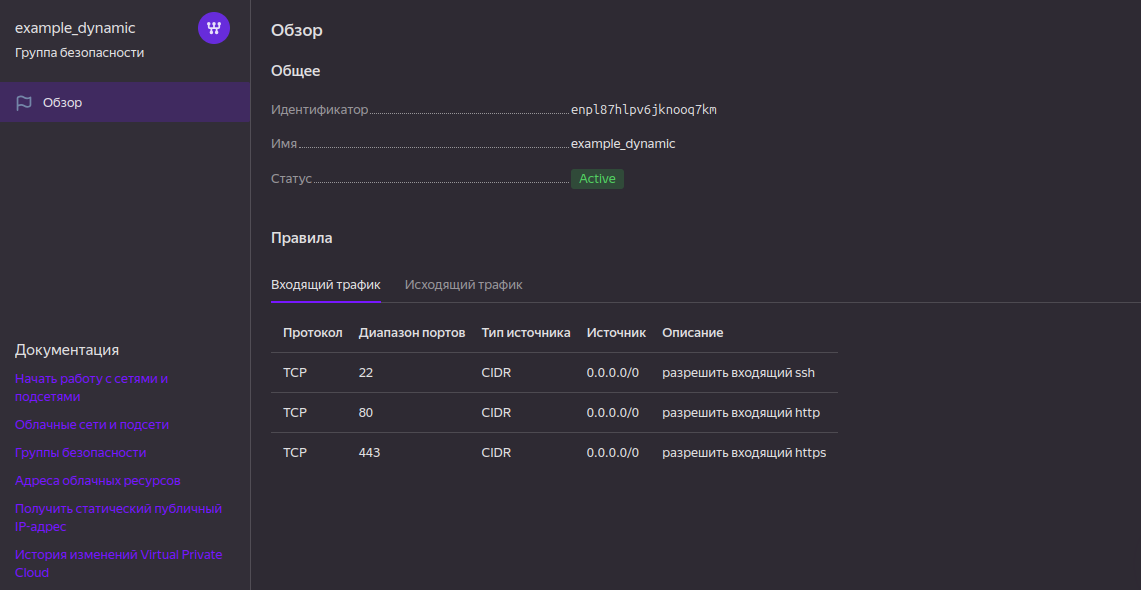 example_dynamic
Группа безопасности
Обзор
Документация
Начать работу с сетями и
подсетями
Облачные сети и подсети
Группы безопасности
Адреса облачных ресурсов
Получить статический публичный
IP-адрес
История изменений Virtual Private
Cloud
Обзор
Общее
Идентификатор enpl87hlpv6jknooq7km
Имя example_dynamic
Статус Active
Правила
Входящий трафик Исходящий трафик
Протокол Диапазон портов Тип источника Источник Описание
TCP 22 CIDR 0.0.0.0/0 разрешить входящий ssh
TCP 80 CIDR 0.0.0.0/0 разрешить входящий http
TCP 443 CIDR 0.0.0.0/0 разрешить входящий https